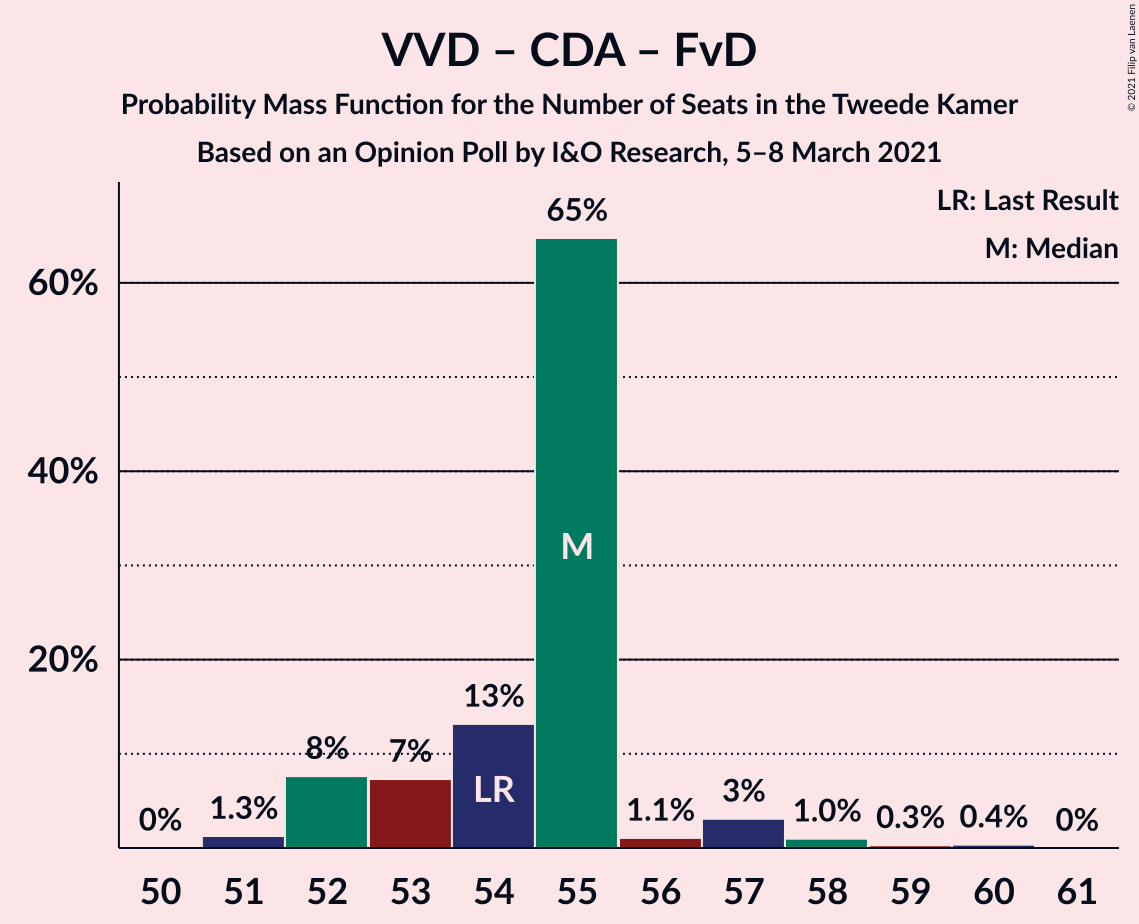 VVD – CDA – FvD
Probability Mass Function for the Number of Seats in the Tweede Kamer
Based on an Opinion Poll by I&O Research, 5–8 March 2021
© 2021 Filip van Laenen
LR: Last Result
M: Median
60%
40%
20%
0%
1.3%
8%
7%
13%
65%
1.1%
3%
1.0%
0.3%
0.4%
0%
LR
M
50 51 52 53 54 55 56 57 58 59 60 61